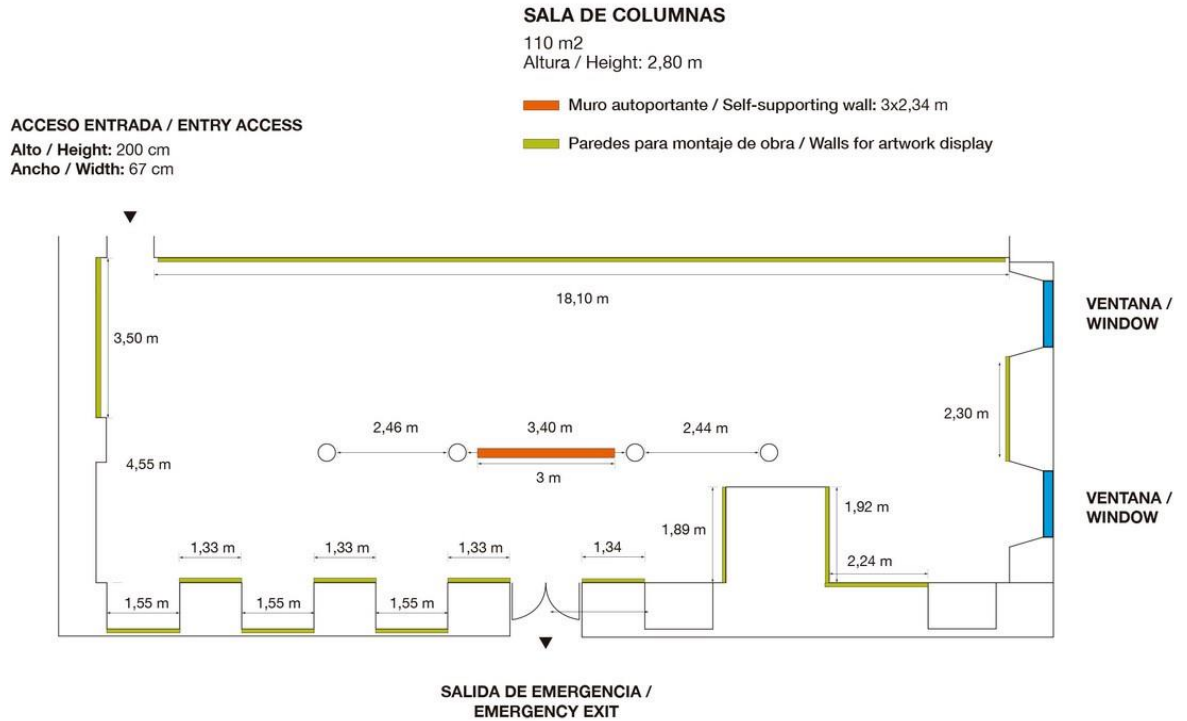 SALA DE COLUMNAS
110 m2
Altura / Height: 2,80 m
Muro autoportante / Self-supporting wall: 3x2,34 m
Paredes para montaje de obra / Walls for artwork display
ACCESO ENTRADA / ENTRY ACCESS
Alto / Height: 200 cm
Ancho / Width: 67 cm
18,10 m
VENTANA /
WINDOW
3,50 m
2,30 m
2,46 m
3,40 m
2,44 m
4,55 m
3 m
VENTANA /
WINDOW
1,89 m
1,92 m
1,33 m
1,33 m
1,33 m
1,34
2,24 m
1,55 m
1,55 m
1,55 m
SALIDA DE EMERGENCIA /
EMERGENCY EXIT